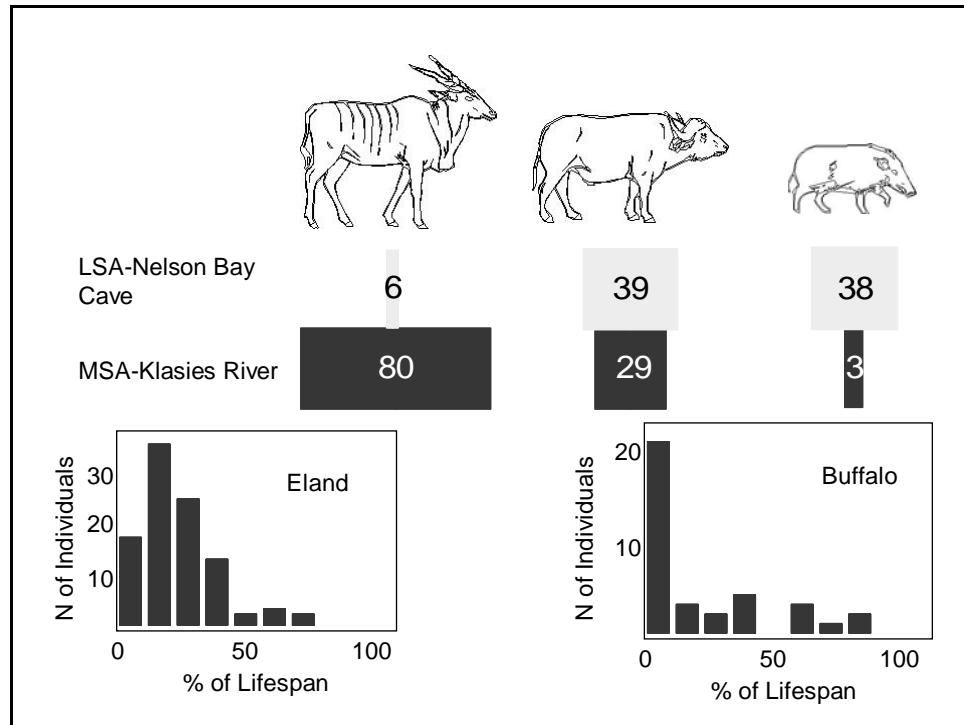 LSA-Nelson Bay
Cave
6
39
38
MSA-Klasies River
80
29
3
N of Individuals
30
20
10
Eland
0
50
100
% of Lifespan
N of Individuals
20
10
Buffalo
0
50
100
% of Lifespan